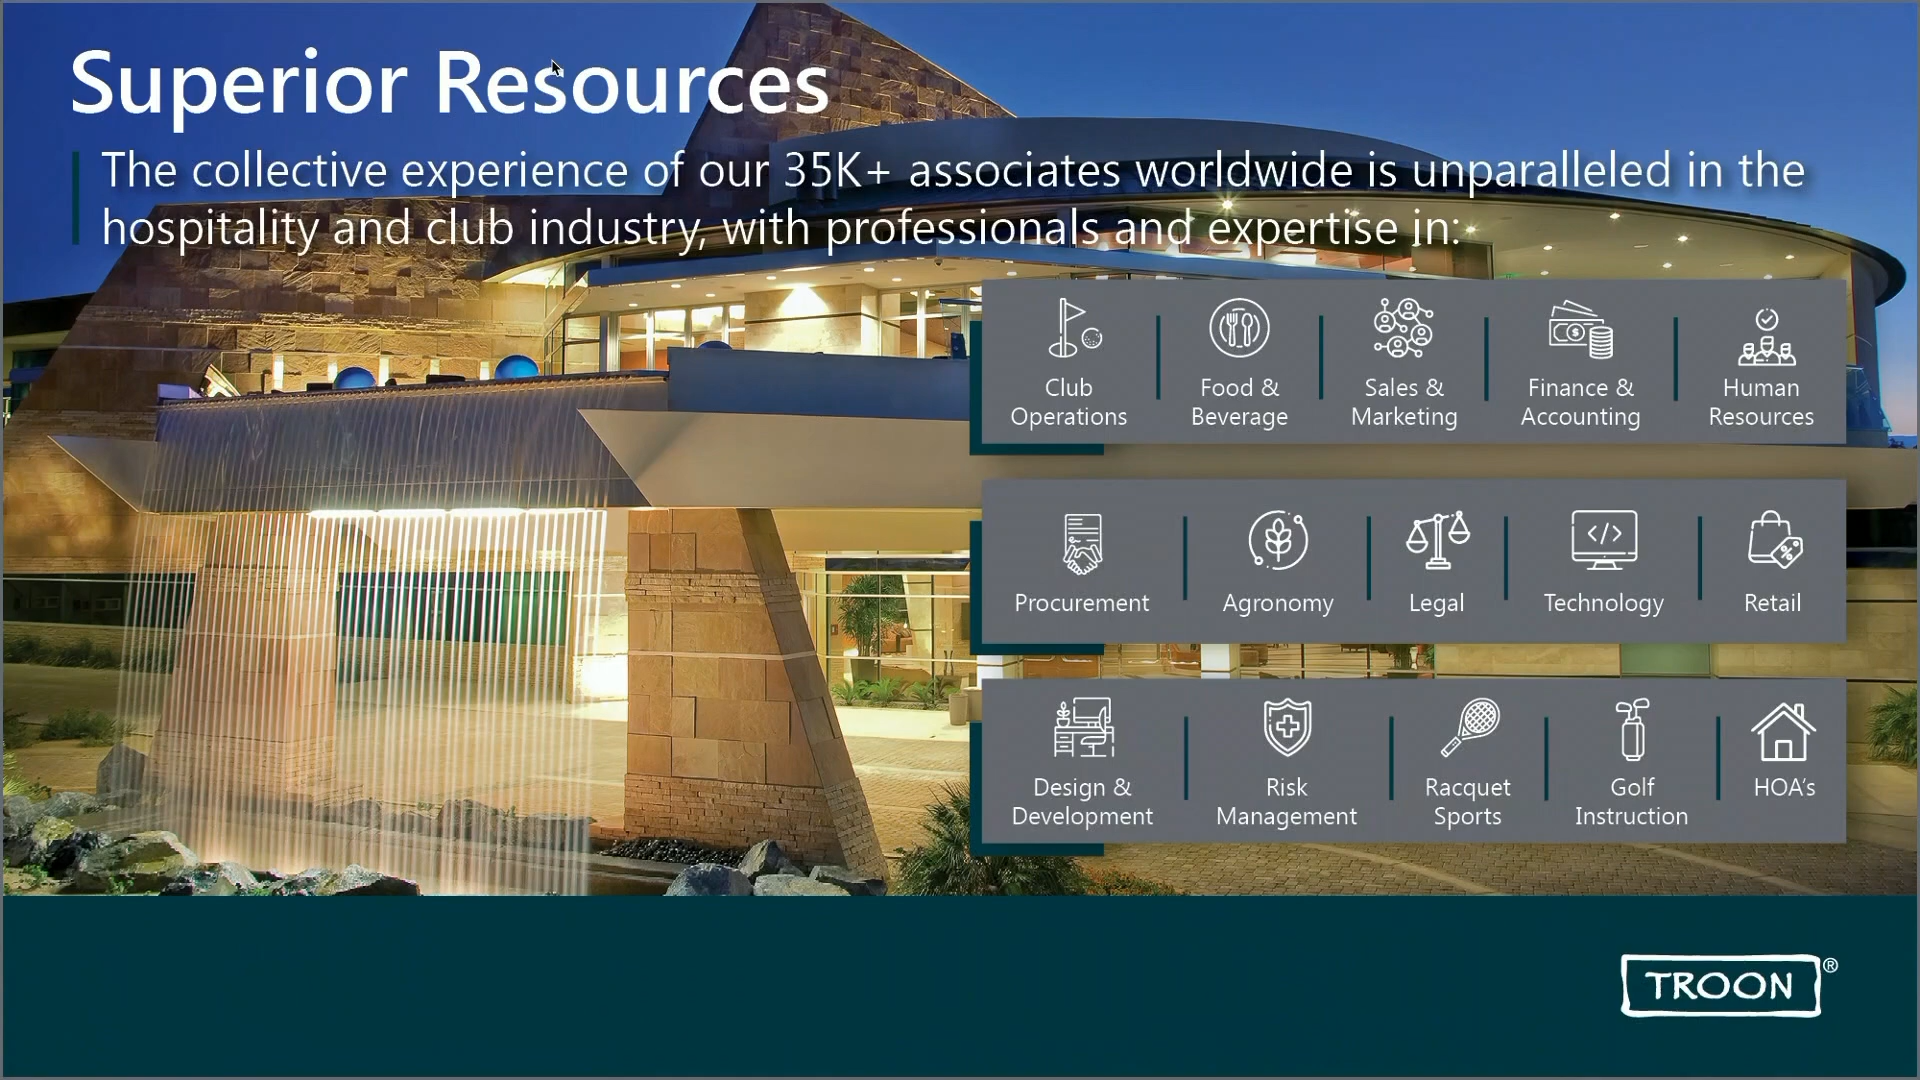 Superior Resources
The collective experience of our 35K+ associates worldwide is unparalleled in the
hospitality and club industry, with professionals and expertise in:
Club
Operations
Food &
Beverage
Sales &
Marketing
Finance &
Accounting
Human
Resources
Procurement
Agronomy
Legal
Technology
Retail
Design &
Development
Risk
Management
Racquet
Sports
Golf
Instruction
HOA's
TROON®